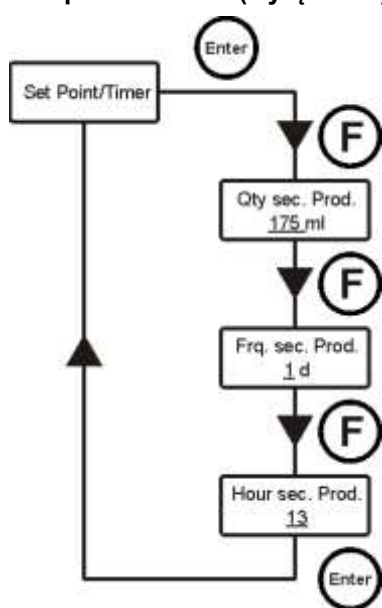 Enter
Set Point/Timer
F
Qty sec. Prod.
175 ml
F
Frq. sec. Prod.
1 d
F
Hour sec. Prod.
13
Enter